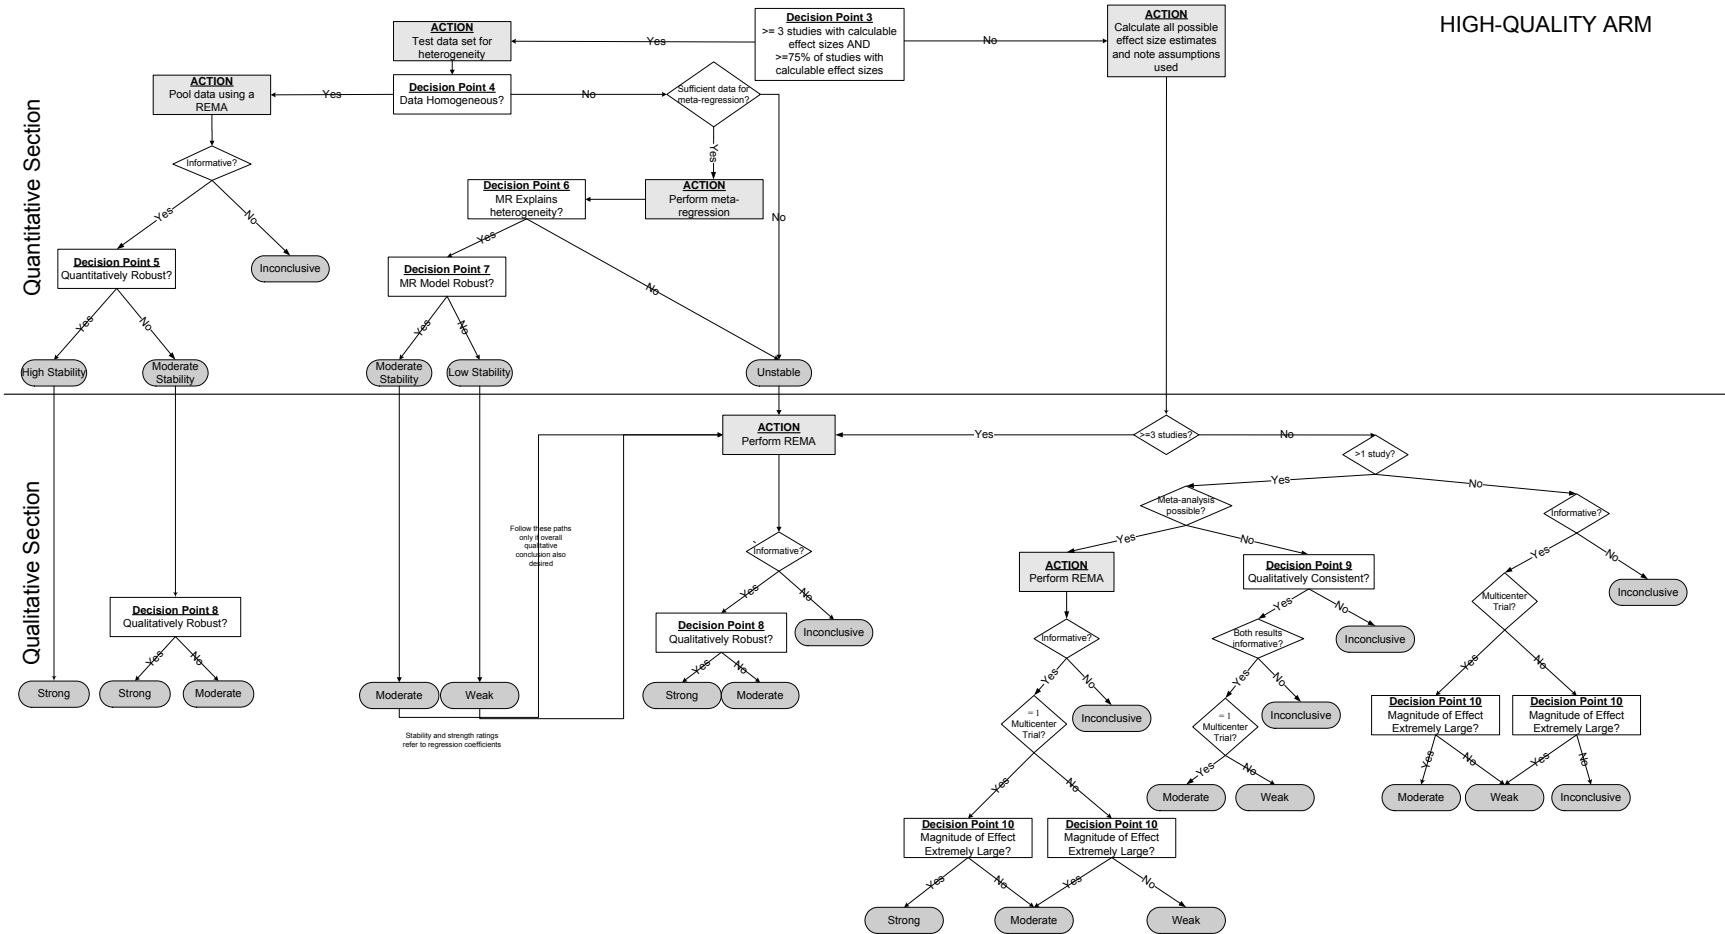 HIGH-QUALITY ARM
Quantitative Section
Qualitative Section
Decision Point 3
>= 3 studies with calculable
effect sizes AND
>=75% of studies with
calculable effect sizes
Yes
No
ACTION
Test data set for
heterogeneity
ACTION
Calculate all possible
effect size estimates
and note assumptions
used
Decision Point 4
Data Homogeneous?
Yes
No
ACTION
Pool data using a
REMA
Sufficient data for
meta-regression?
Yes
No
Informative?
Yes
No
ACTION
Perform meta-
regression
Decision Point 6
MR Explains
heterogeneity?
Yes
No
Decision Point 5
Quantitatively Robust?
Yes
No
Inconclusive
Decision Point 7
MR Model Robust?
Yes
No
High Stability
Moderate
Stability
Moderate
Stability
Low Stability
Unstable
ACTION
Perform REMA
>=3 studies?
Yes
No
>1 study?
Yes
No
Follow these paths
only if overall
qualitative
conclusion also
desired
Informative?
Yes
No
Inconclusive
Decision Point 8
Qualitatively Robust?
Yes
No
Strong
Moderate
Decision Point 8
Qualitatively Robust?
Yes
No
Strong
Strong
Moderate
Moderate
Weak
Stability and strength ratings
refer to regression coefficients
Meta-analysis
possible?
Yes
No
ACTION
Perform REMA
Informative?
Yes
No
Inconclusive
= 1
Multicenter
Trial?
Yes
No
Decision Point 10
Magnitude of Effect
Extremely Large?
Yes
No
Decision Point 10
Magnitude of Effect
Extremely Large?
Yes
No
Strong
Moderate
Weak
Decision Point 9
Qualitatively Consistent?
Yes
No
Inconclusive
Both results
informative?
Yes
No
Inconclusive
= 1
Multicenter
Trial?
Yes
No
Moderate
Weak
Informative?
Yes
No
Inconclusive
Multicenter
Trial?
Yes
No
Decision Point 10
Magnitude of Effect
Extremely Large?
Yes
No
Decision Point 10
Magnitude of Effect
Extremely Large?
Yes
No
Moderate
Weak
Inconclusive